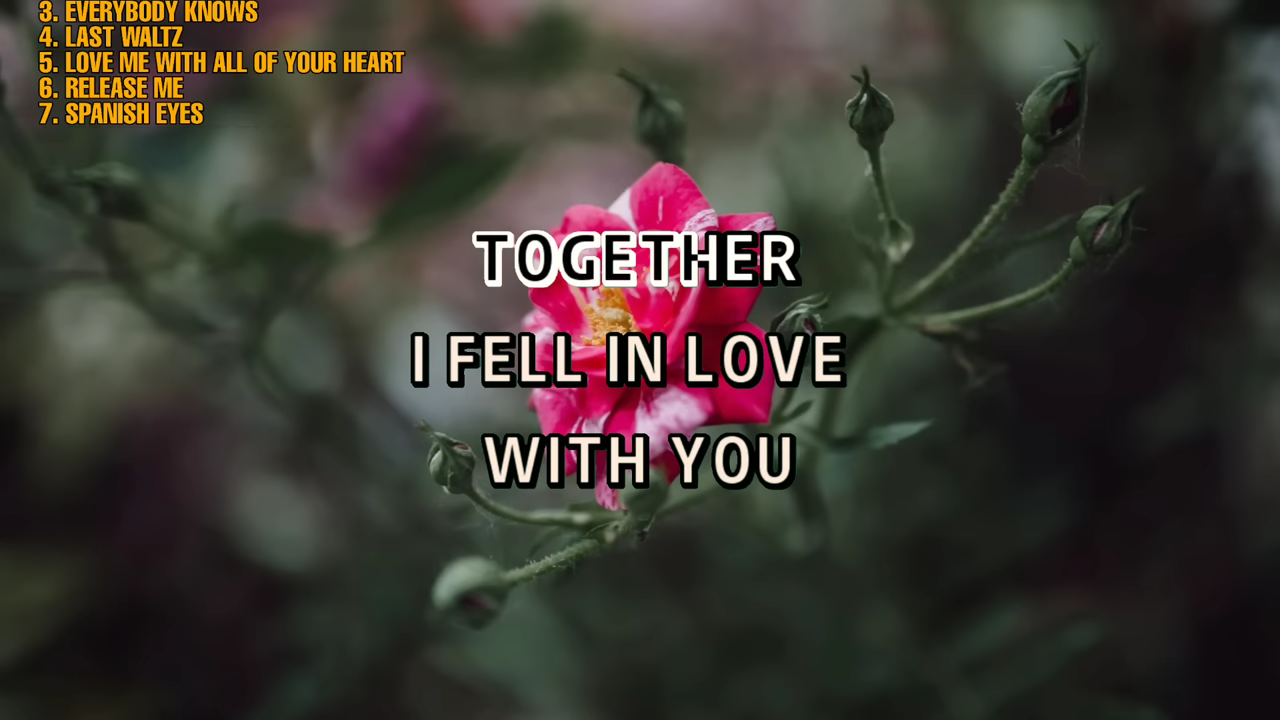 3. EVERYBODY KNOWS
4. LAST WALTZ
5. LOVE ME WITH ALL OF YOUR HEART
6. RELEASE ME
7. SPANISH EYES
TOGETHER
I FELL IN LOVE
WITH YOU